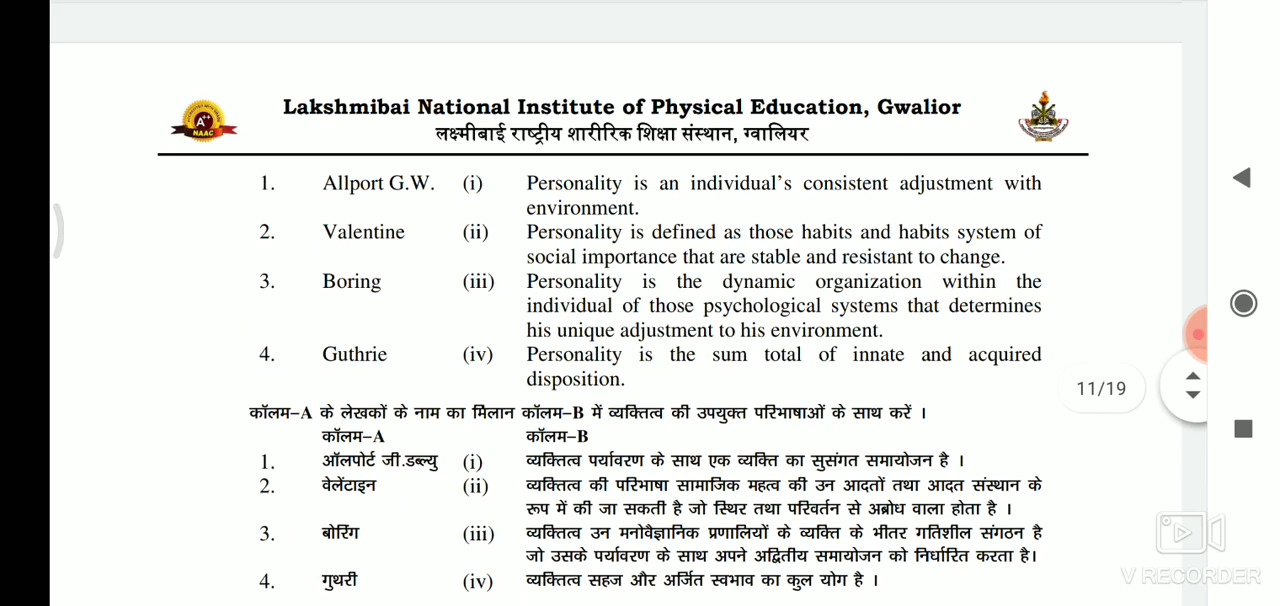 A++
NAAC
Lakshmibai National Institute of Physical Education, Gwalior
लक्ष्मीबाई राष्ट्रीय शारीरिक शिक्षा संस्थान, ग्वालियर
1. Allport G.W. (i) Personality is an individual's consistent adjustment with
environment.
2. Valentine (ii) Personality is defined as those habits and habits system of
social importance that are stable and resistant to change.
3. Boring (iii) Personality is the dynamic organization within the
individual of those psychological systems that determines
his unique adjustment to his environment.
4. Guthrie (iv) Personality is the sum total of innate and acquired
disposition.
11/19
कॉलम–A के लेखकों के नाम का मिलान कॉलम–B में व्यक्तित्व की उपयुक्त परिभाषाओं के साथ करें ।
कॉलम–A कॉलम–B
1. ऑलपोर्ट जी.डब्ल्यु (i) व्यक्तित्व पर्यावरण के साथ एक व्यक्ति का सुसंगत समायोजन है ।
2. वेलेंटाइन (ii) व्यक्तित्व की परिभाषा सामाजिक महत्व की उन आदतों तथा आदत संस्थान के
रूप में की जा सकती है जो स्थिर तथा परिवर्तन से अब्रोध वाला होता है ।
3. बोरिंग (iii) व्यक्तित्व उन मनोवैज्ञानिक प्रणालियों के व्यक्ति के भीतर गतिशील संगठन है
जो उसके पर्यावरण के साथ अपने अद्वितीय समायोजन को निर्धारित करता है।
4. गुथरी (iv) व्यक्तित्व सहज और अर्जित स्वभाव का कुल योग है ।
V RECORDER